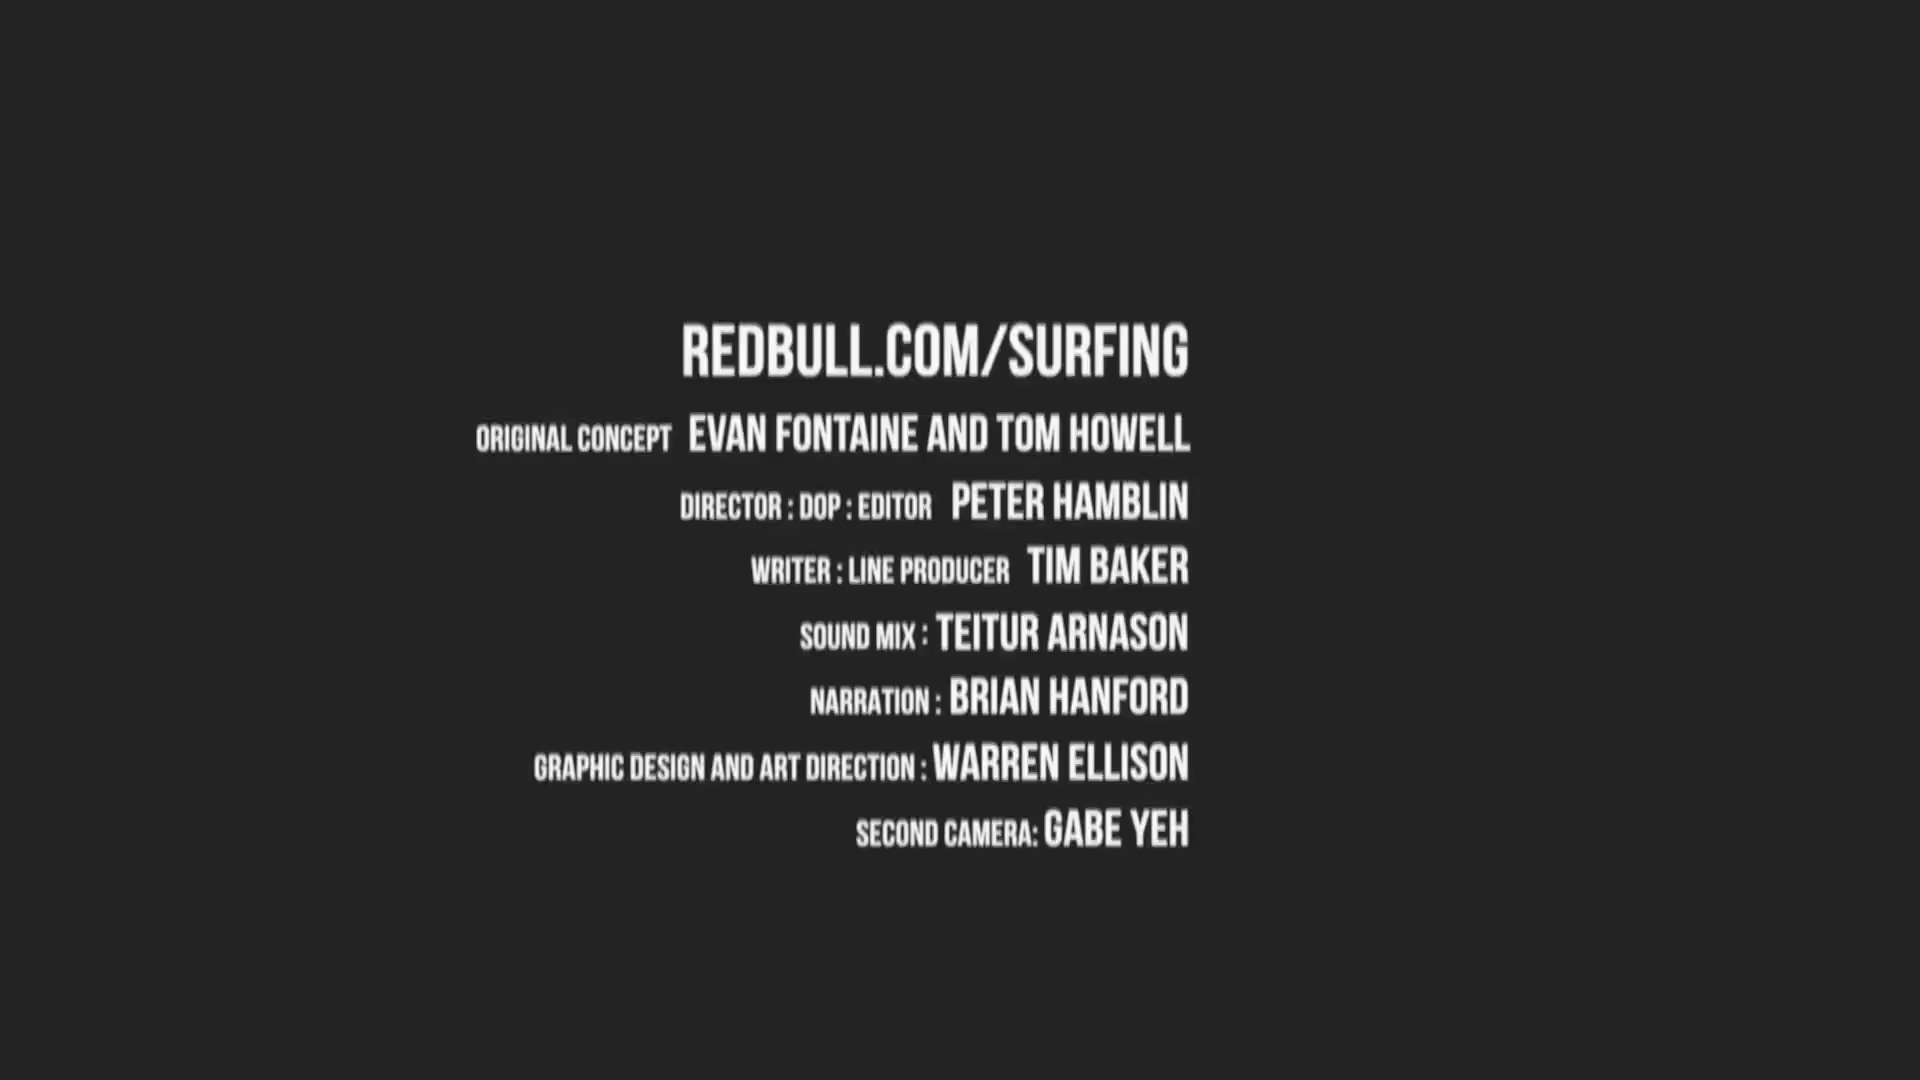 REDBULL.COM/SURFING
ORIGINAL CONCEPT EVAN FONTAINE AND TOM HOWELL
DIRECTOR : DOP : EDITOR PETER HAMBLIN
WRITER : LINE PRODUCER TIM BAKER
SOUND MIX : TEITUR ARNASON
NARRATION : BRIAN HANFORD
GRAPHIC DESIGN AND ART DIRECTION : WARREN ELLISON
SECOND CAMERA: GABE YEH